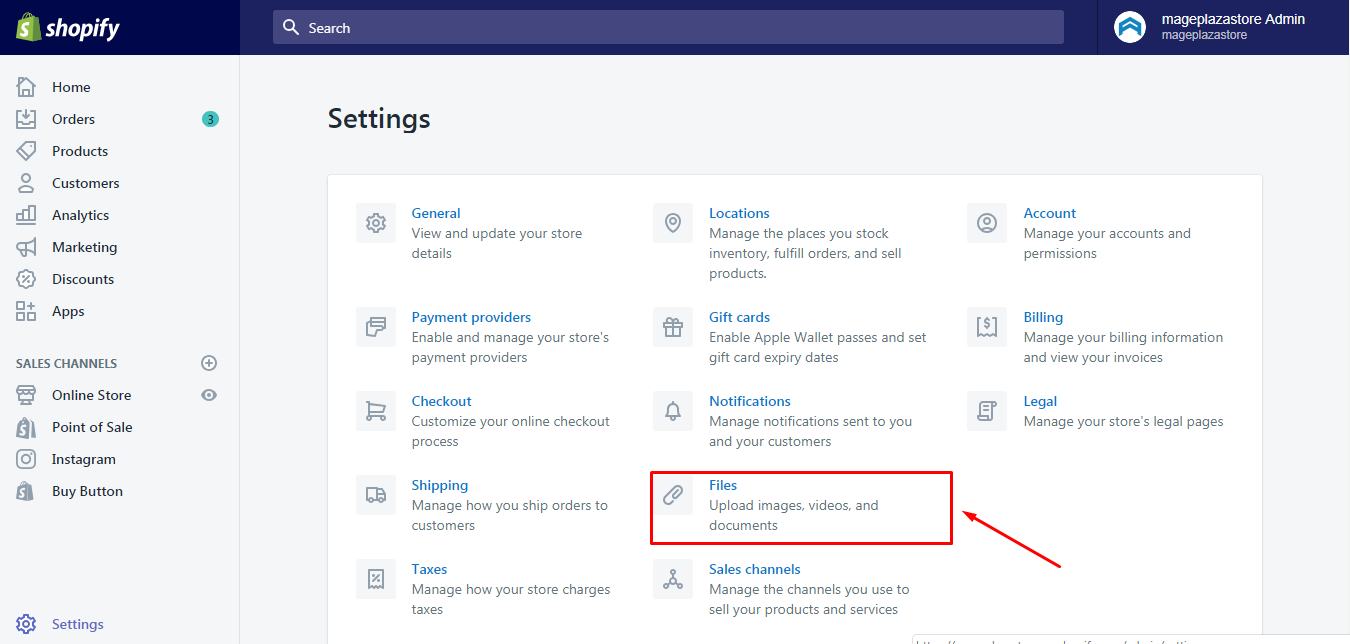 shopify
Search
mageplazastore Admin
mageplazastore
Home
Orders
3
Products
Customers
Analytics
Marketing
Discounts
Apps
SALES CHANNELS
Online Store
Point of Sale
Instagram
Buy Button
Settings
Settings
General
View and update your store
details
Locations
Manage the places you stock
inventory, fulfill orders, and sell
products.
Account
Manage your accounts and
permissions
Payment providers
Enable and manage your store's
payment providers
Gift cards
Enable Apple Wallet passes and set
gift card expiry dates
Billing
Manage your billing information
and view your invoices
Checkout
Customize your online checkout
process
Notifications
Manage notifications sent to you
and your customers
Legal
Manage your store's legal pages
Shipping
Manage how you ship orders to
customers
Files
Upload images, videos, and
documents
Taxes
Manage how your store charges
taxes
Sales channels
Manage the channels you use to
sell your products and services